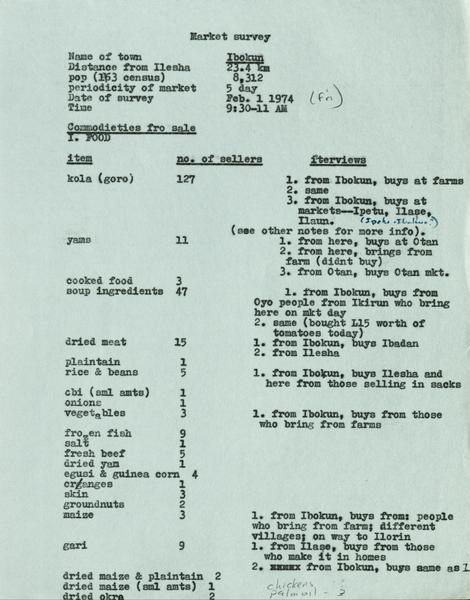 Market survey
Name of town Ibokun
Distance from Ilesha 23.4 km
pop (163 census) 8,312
periodicity of market 5 day
Date of survey Feb. 1 1974 (Fri)
Time 9:30-11 AM
Commodieties fro sale
I. FOOD
item no. of sellers fterviews
kola (goro) 127 1. from Ibokun, buys at farms
2. same
3. from Ibokun, buys at
markets--Ipetu, Ilase,
Ilaun.
(see other notes for more info).
yams 11 1. from here, buys at Otan
2. from here, brings from
farm (didnt buy)
3. from Otan, buys Otan mkt.
cooked food 3
soup ingredients 47 1. from Ibokun, buys from
Oyo people from Ikirun who bring
here on mkt day
2. same (bought L15 worth of
tomatoes today)
dried meat 15 1. from Ibokun, buys Ibadan
2. from Ilesha
plaintain 1
rice & beans 5 1. from Ibokun, buys Ilesha and
here from those selling in sacks
obi (sml amts) 1
onions 1
vegetables 3 1. from Ibokun, buys from those
who bring from farms
frozen fish 9
salt 1
fresh beef 5
dried yam 1
egusi & guinea corn 4
oranges 1
skin 3
groundnuts 2
maize 3 1. from Ibokun, buys from: people
who bring from farm; different
villages; on way to Ilorin
gari 9 1. from Ilase, buys from those
who make it in homes
2. from Ibokun, buys same as 1
dried maize & plaintain 2
dried maize (sml amts) 1 chickens
dried okra 2 palm oil - 3